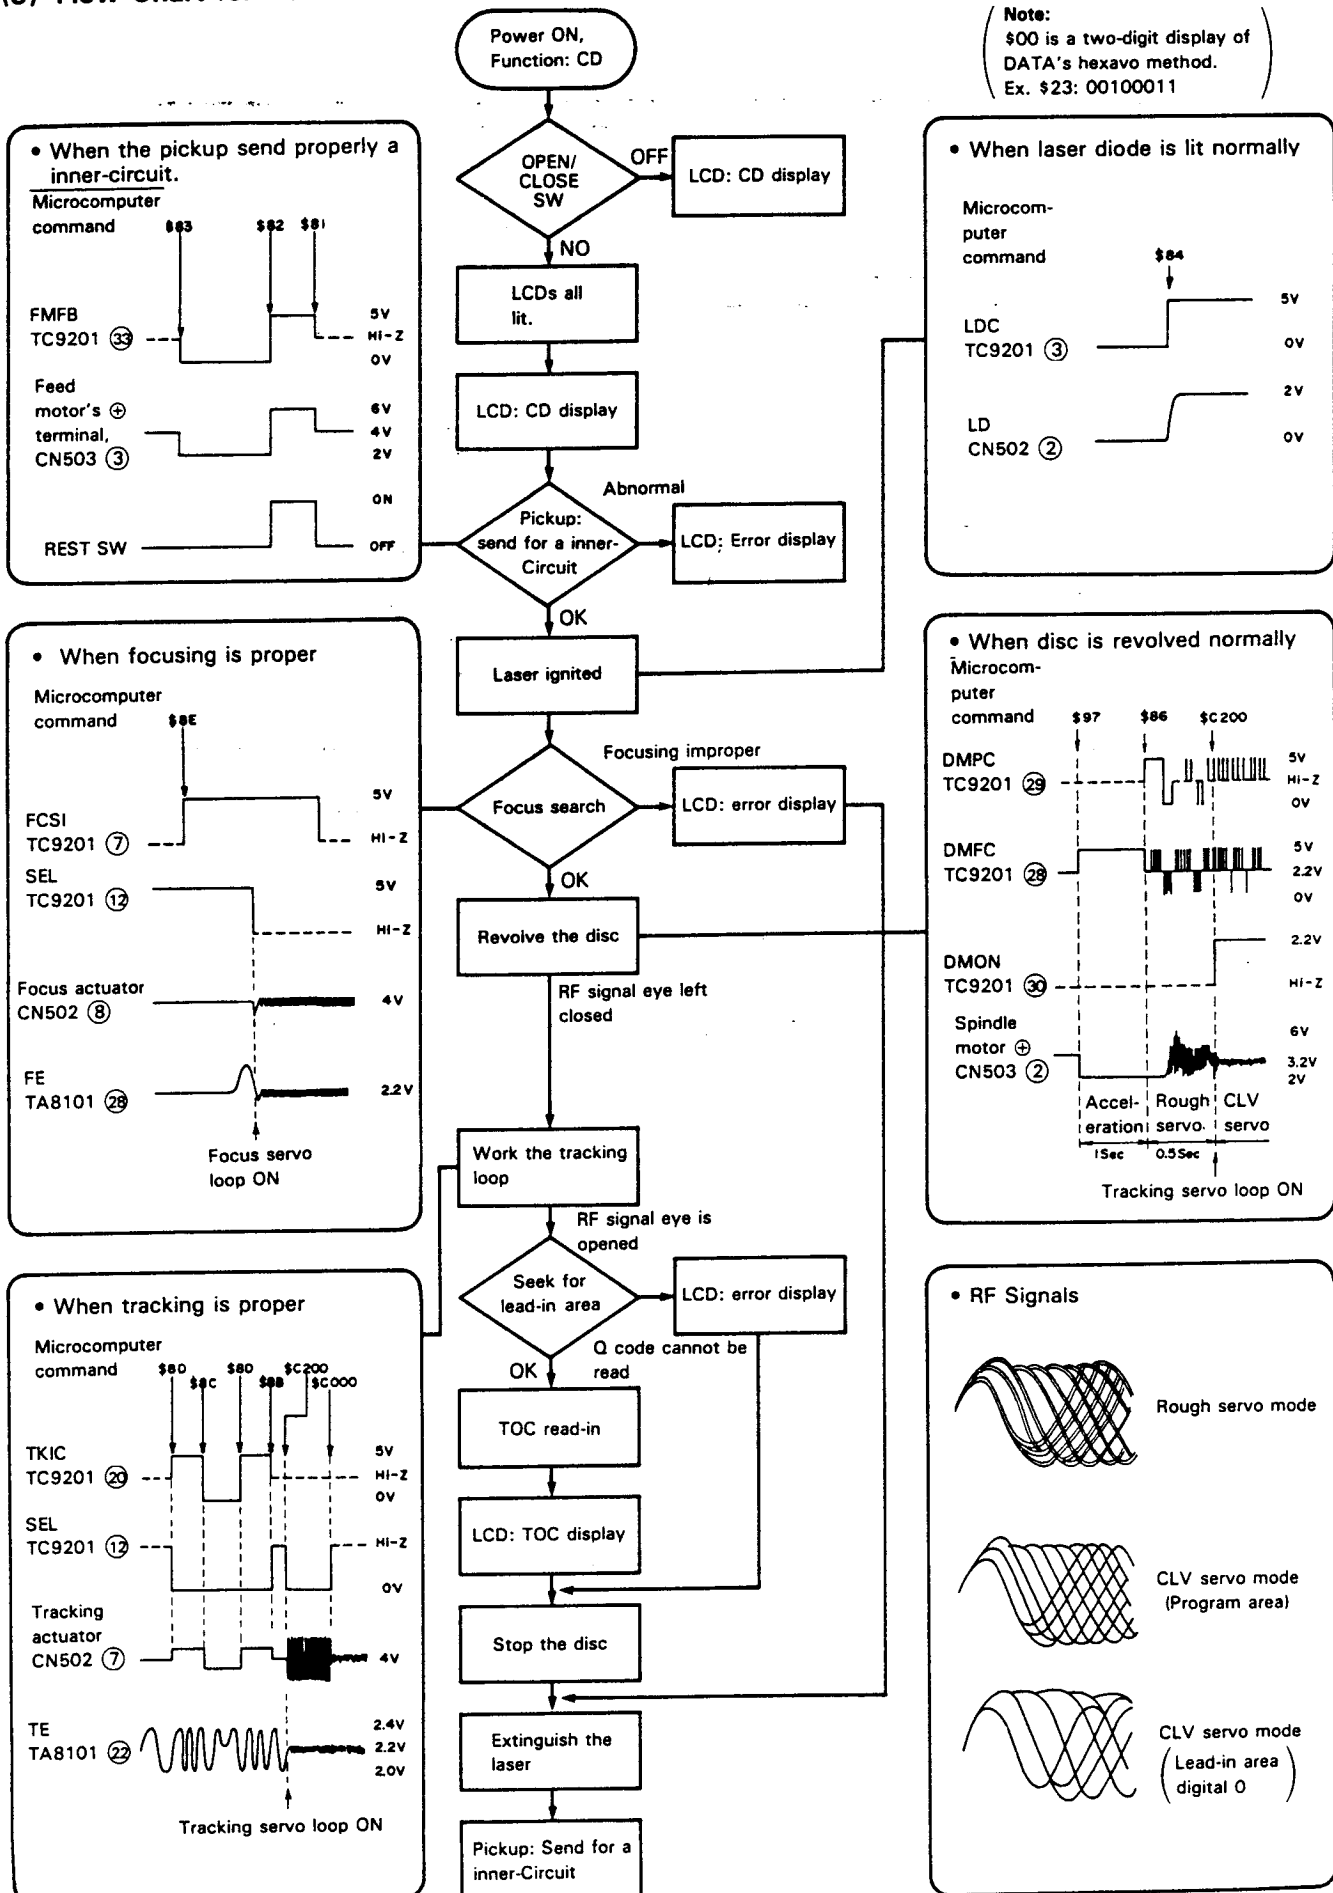 Power ON,
Function: CD
Note:
$00 is a two-digit display of
DATA's hexavo method.
Ex. $23: 00100011
OPEN/
CLOSE
SW
OFF
LCD: CD display
NO
LCDs all
lit.
LCD: CD display
Pickup:
send for a inner-
Circuit
Abnormal
LCD: Error display
OK
Laser ignited
Focus search
Focusing improper
LCD: error display
OK
Revolve the disc
RF signal eye left
closed
Work the tracking
loop
RF signal eye is
opened
Seek for
lead-in area
LCD: error display
Q code cannot be
read
OK
TOC read-in
LCD: TOC display
Stop the disc
Extinguish the
laser
Pickup: Send for a
inner-Circuit
• When the pickup send properly a
inner-circuit.
Microcomputer
command
$83 $82 $81
FMFB
TC9201 33
5V
Hi-Z
0V
Feed
motor's ⊕
terminal,
CN503 3
6V
4V
2V
REST SW
ON
OFF
• When focusing is proper
Microcomputer
command
$8E
FCSI
TC9201 7
5V
Hi-Z
SEL
TC9201 12
5V
Hi-Z
Focus actuator
CN502 8
4V
FE
TA8101 28
2.2V
Focus servo
loop ON
• When tracking is proper
Microcomputer
command
$8D $8C $8D $8B $C200 $C000
TKIC
TC9201 20
5V
Hi-Z
0V
SEL
TC9201 12
Hi-Z
0V
Tracking
actuator
CN502 7
4V
TE
TA8101 22
2.4V
2.2V
2.0V
Tracking servo loop ON
• When laser diode is lit normally
Microcom-
puter
command
$84
LDC
TC9201 3
5V
0V
LD
CN502 2
2V
0V
• When disc is revolved normally
Microcom-
puter
command
$97 $86 $C200
DMPC
TC9201 29
5V
Hi-Z
0V
DMFC
TC9201 28
5V
2.2V
0V
DMON
TC9201 30
2.2V
Hi-Z
Spindle
motor ⊕
CN503 2
6V
3.2V
2V
Accel-
eration
1Sec
Rough
servo.
0.5Sec
CLV
servo
Tracking servo loop ON
• RF Signals
Rough servo mode
CLV servo mode
(Program area)
CLV servo mode
(Lead-in area
digital 0)